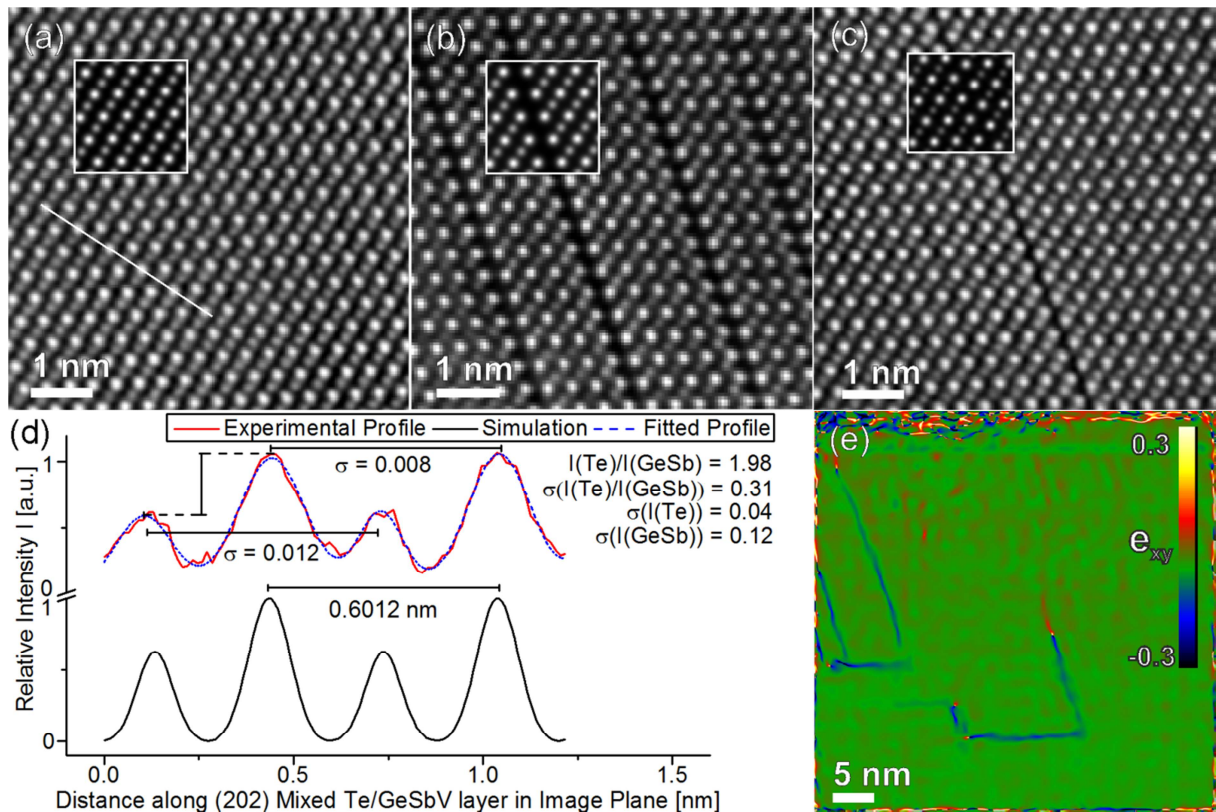 (a)
(b)
(c)
1 nm
1 nm
1 nm
(d)
Experimental Profile
Simulation
Fitted Profile
1
σ = 0.008
I(Te)/I(GeSb) = 1.98
σ(I(Te)/I(GeSb)) = 0.31
σ(I(Te)) = 0.04
σ(I(GeSb)) = 0.12
σ = 0.012
0
1
0.6012 nm
0
Relative Intensity I [a.u.]
0.0
0.5
1.0
1.5
Distance along (202) Mixed Te/GeSbV layer in Image Plane [nm]
(e)
0.3
exy
-0.3
5 nm